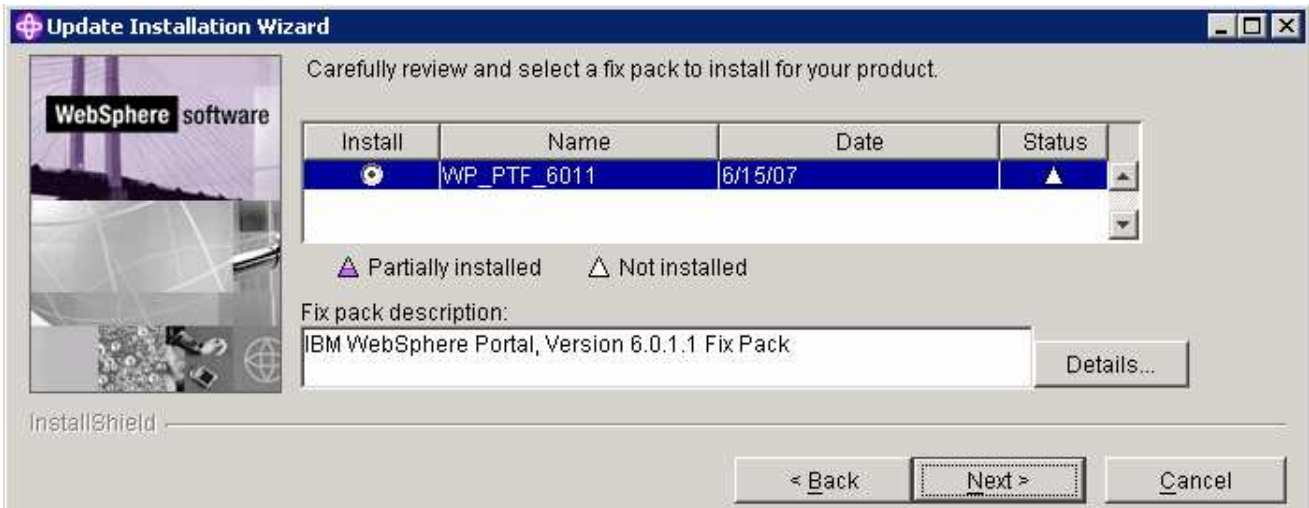 Update Installation Wizard
WebSphere software
Carefully review and select a fix pack to install for your product.
Install Name Date Status
WP_PTF_6011 6/15/07
Partially installed Not installed
Fix pack description:
IBM WebSphere Portal, Version 6.0.1.1 Fix Pack
Details...
InstallShield
< Back Next > Cancel